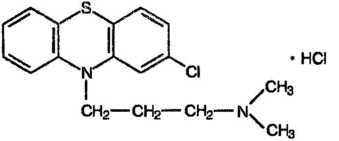 S
Cl
· HCl
N
CH₃
CH₂—CH₂—CH₂—N
CH₃